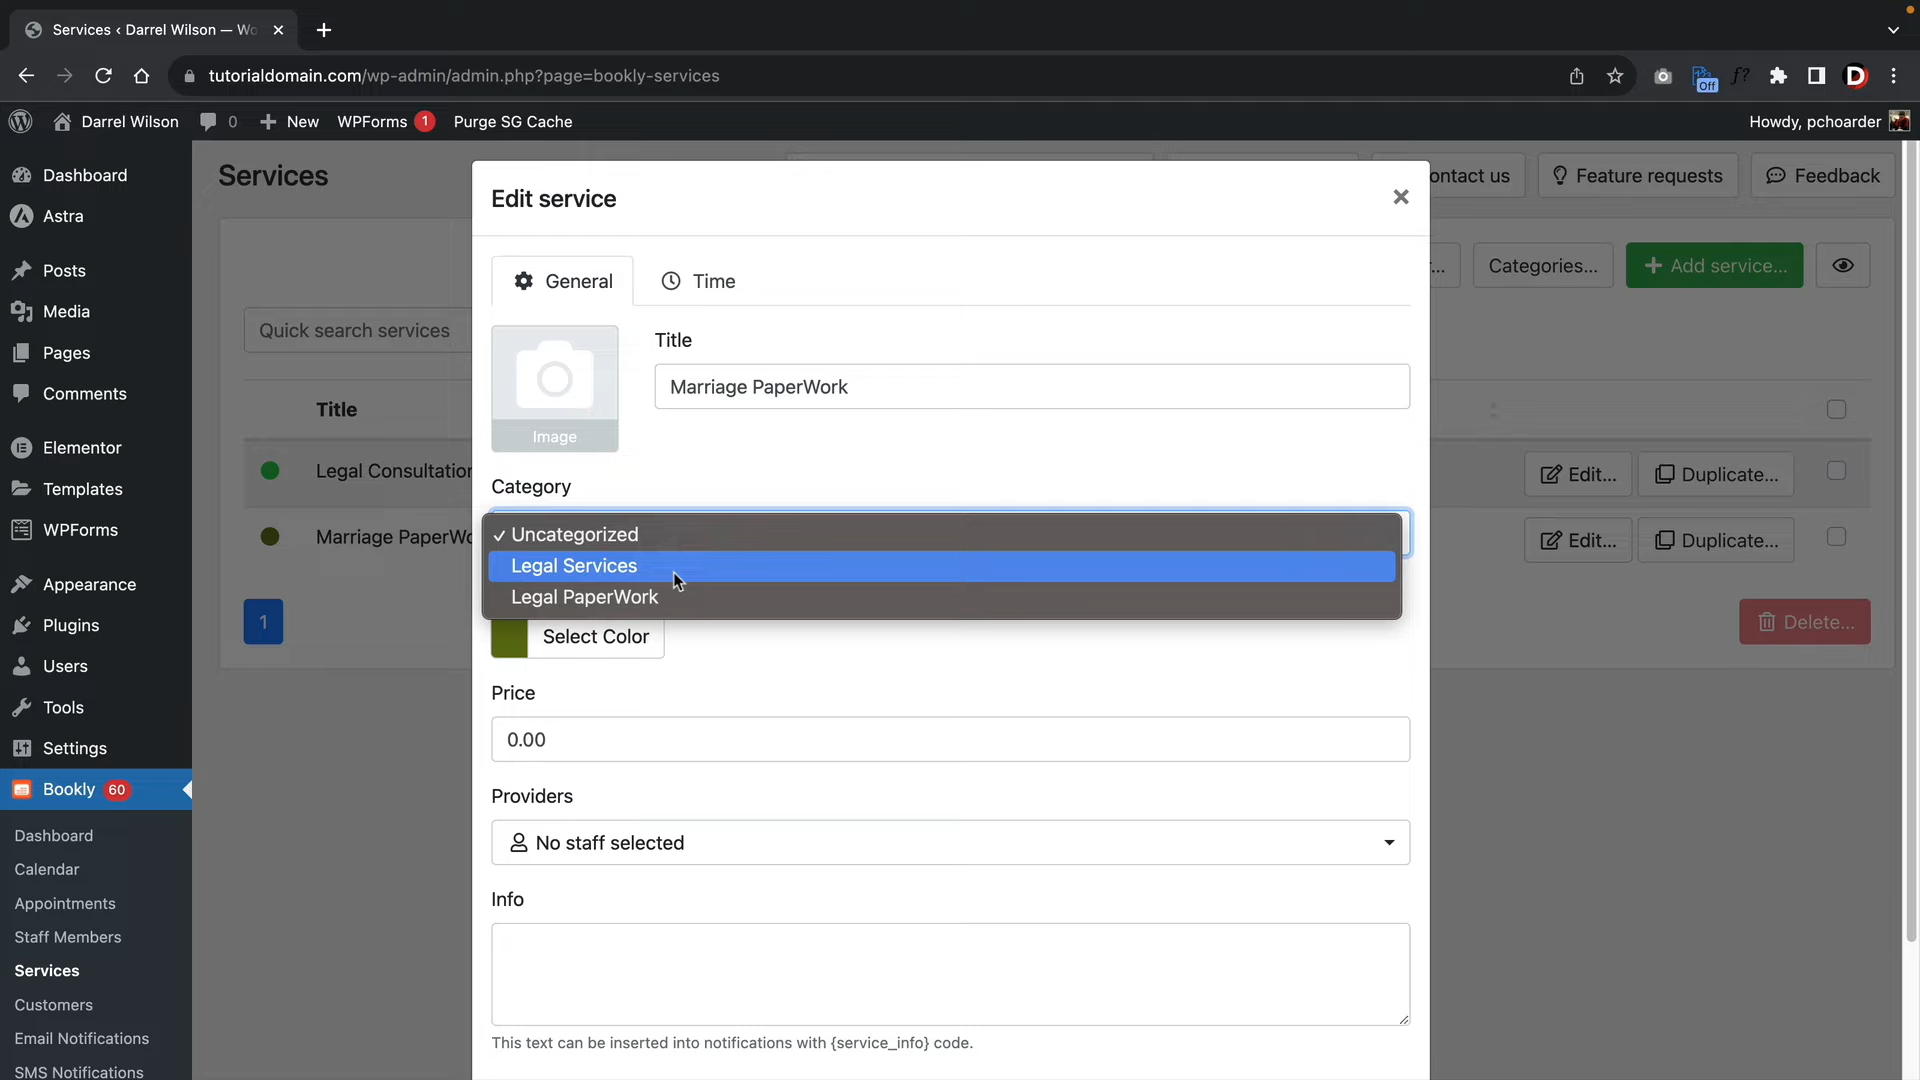 Services ‹ Darrel Wilson — Wo
tutorialdomain.com/wp-admin/admin.php?page=bookly-services
Off
f?
D
Darrel Wilson
0
New
WPForms 1
Purge SG Cache
Howdy, pchoarder
Dashboard
Astra
Posts
Media
Pages
Comments
Elementor
Templates
WPForms
Appearance
Plugins
Users
Tools
Settings
Bookly 60
Dashboard
Calendar
Appointments
Staff Members
Services
Customers
Email Notifications
SMS Notifications
Services
ontact us
Feature requests
Feedback
...
Categories...
Add service...
Quick search services
Title
Legal Consultation
Edit...
Duplicate...
Marriage PaperWo
Edit...
Duplicate...
1
Delete...
Edit service
General
Time
Image
Title
Marriage PaperWork
Category
✓ Uncategorized
Legal Services
Legal PaperWork
Select Color
Price
0.00
Providers
No staff selected
Info
This text can be inserted into notifications with {service_info} code.